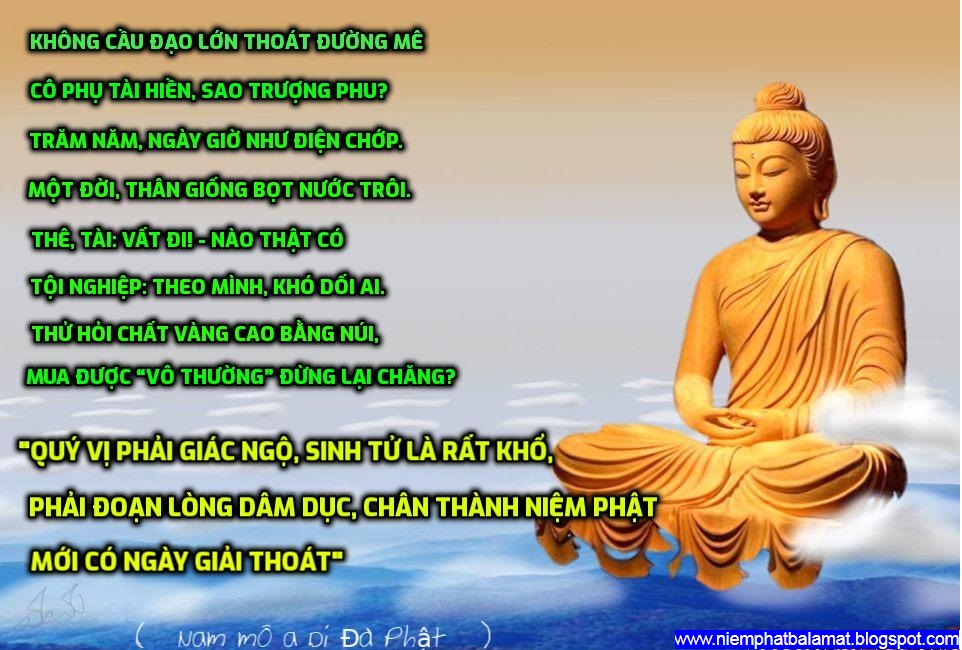 KHÔNG CẦU ĐẠO LỚN THOÁT ĐƯỜNG MÊ
CÔ PHỤ TÀI HIỀN, SAO TRƯỢNG PHU?
TRĂM NĂM, NGÀY GIỜ NHƯ ĐIỆN CHỚP.
MỘT ĐỜI, THÂN GIỐNG BỌT NƯỚC TRÔI.
THÊ, TÀI: VẤT ĐI! - NÀO THẬT CÓ
TỘI NGHIỆP: THEO MÌNH, KHÓ DỐI AI.
THỬ HỎI CHẤT VÀNG CAO BẰNG NÚI,
MUA ĐƯỢC “VÔ THƯỜNG” ĐỪNG LẠI CHĂNG?
"QUÝ VỊ PHẢI GIÁC NGỘ, SINH TỬ LÀ RẤT KHỔ,
PHẢI ĐOẠN LÒNG DÂM DỤC, CHÂN THÀNH NIỆM PHẬT
MỚI CÓ NGÀY GIẢI THOÁT"
( Nam mô a Di Đà Phật )
www.niemphatbalamat.blogspot.com